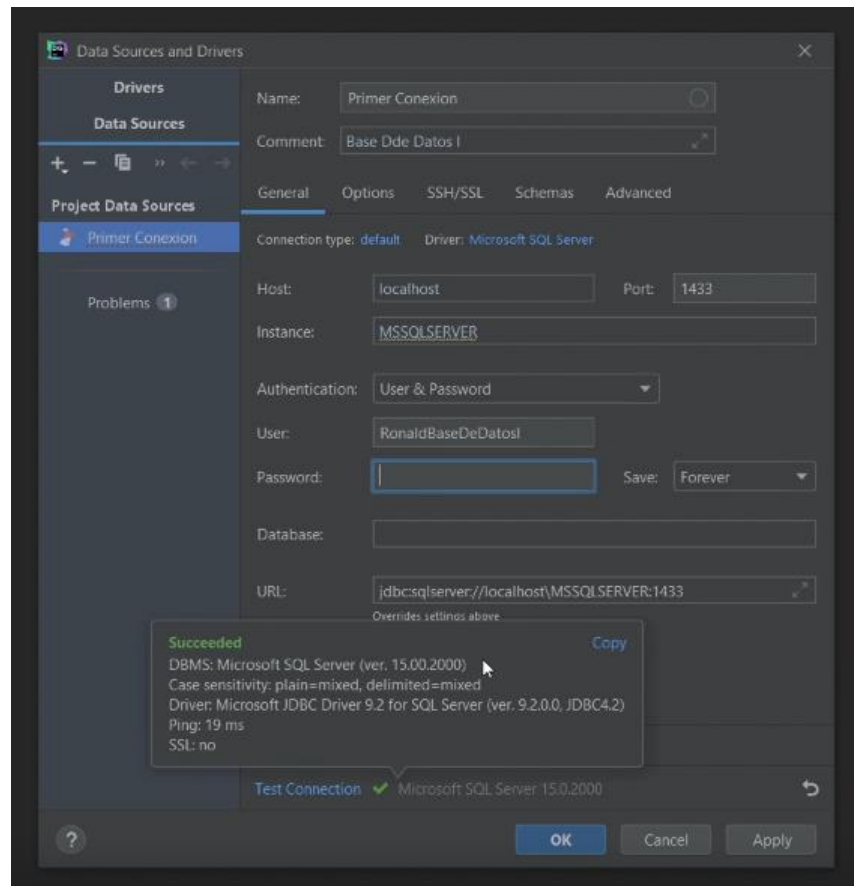 Data Sources and Drivers
Drivers
Data Sources
Project Data Sources
Primer Conexion
Problems 1
Name: Primer Conexion
Comment: Base Dde Datos I
General Options SSH/SSL Schemas Advanced
Connection type: default Driver: Microsoft SQL Server
Host: localhost Port: 1433
Instance: MSSQLSERVER
Authentication: User & Password
User: RonaldBaseDeDatosI
Password: Save: Forever
Database:
URL: jdbc:sqlserver://localhost\MSSQLSERVER:1433
Overrides settings above
Succeeded Copy
DBMS: Microsoft SQL Server (ver. 15.00.2000)
Case sensitivity: plain=mixed, delimited=mixed
Driver: Microsoft JDBC Driver 9.2 for SQL Server (ver. 9.2.0.0, JDBC4.2)
Ping: 19 ms
SSL: no
Test Connection Microsoft SQL Server 15.0.2000
? OK Cancel Apply